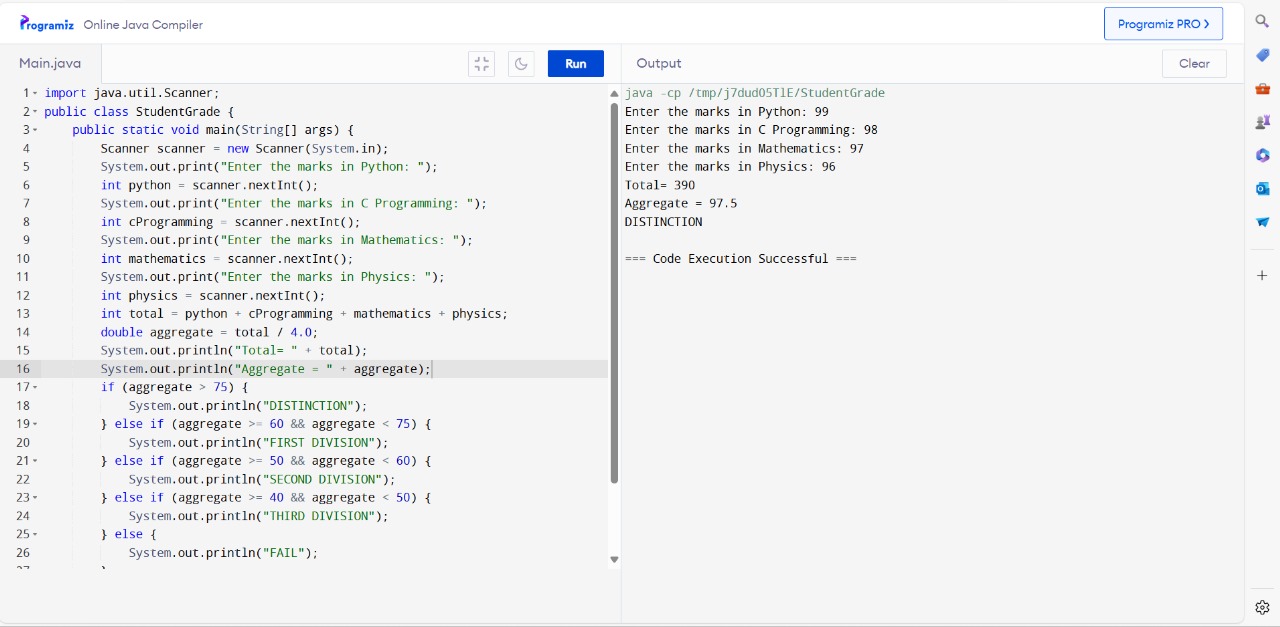 Programiz Online Java Compiler
Programiz PRO >
Main.java
Run
Output
Clear
1 import java.util.Scanner;
2 public class StudentGrade {
3 public static void main(String[] args) {
4 Scanner scanner = new Scanner(System.in);
5 System.out.print("Enter the marks in Python: ");
6 int python = scanner.nextInt();
7 System.out.print("Enter the marks in C Programming: ");
8 int cProgramming = scanner.nextInt();
9 System.out.print("Enter the marks in Mathematics: ");
10 int mathematics = scanner.nextInt();
11 System.out.print("Enter the marks in Physics: ");
12 int physics = scanner.nextInt();
13 int total = python + cProgramming + mathematics + physics;
14 double aggregate = total / 4.0;
15 System.out.println("Total= " + total);
16 System.out.println("Aggregate = " + aggregate);
17 if (aggregate > 75) {
18 System.out.println("DISTINCTION");
19 } else if (aggregate >= 60 && aggregate < 75) {
20 System.out.println("FIRST DIVISION");
21 } else if (aggregate >= 50 && aggregate < 60) {
22 System.out.println("SECOND DIVISION");
23 } else if (aggregate >= 40 && aggregate < 50) {
24 System.out.println("THIRD DIVISION");
25 } else {
26 System.out.println("FAIL");
java -cp /tmp/j7dud05TlE/StudentGrade
Enter the marks in Python: 99
Enter the marks in C Programming: 98
Enter the marks in Mathematics: 97
Enter the marks in Physics: 96
Total= 390
Aggregate = 97.5
DISTINCTION
=== Code Execution Successful ===